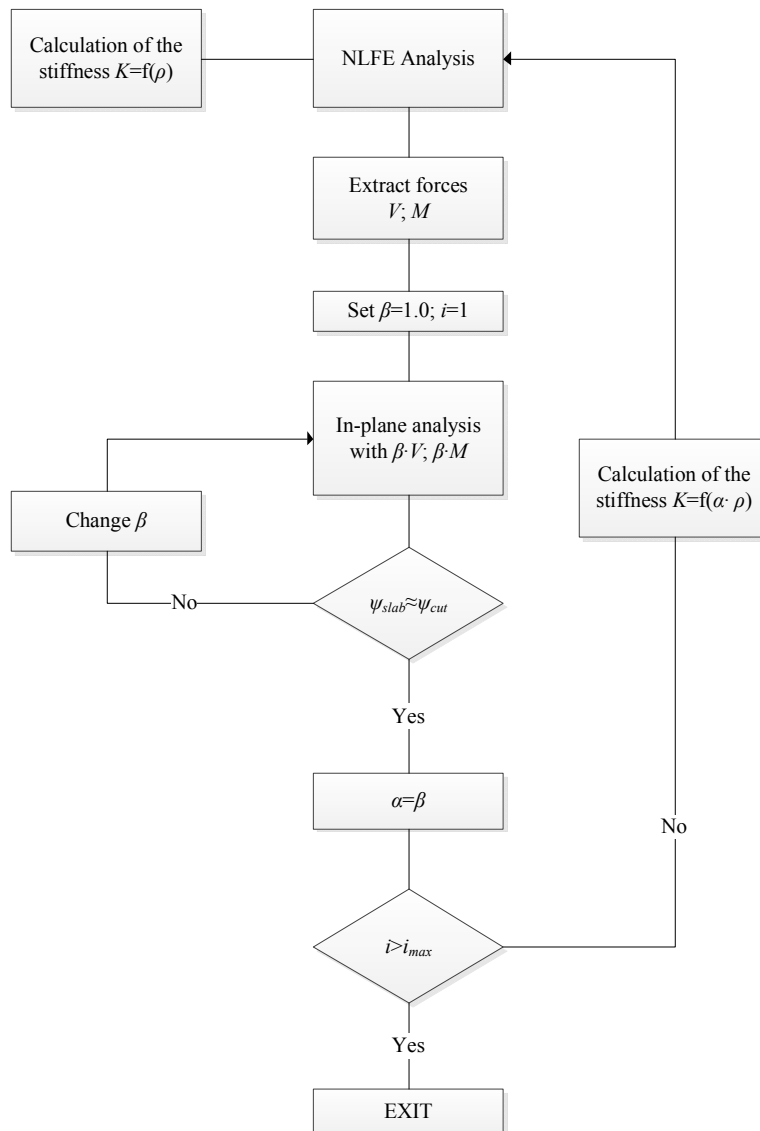 Calculation of the
stiffness K=f(ρ)
NLFE Analysis
Extract forces
V; M
Set β=1.0; i=1
In-plane analysis
with β·V; β·M
Calculation of the
stiffness K=f(α· ρ)
Change β
ψslab≈ψcut
No
Yes
α=β
No
i>imax
Yes
EXIT